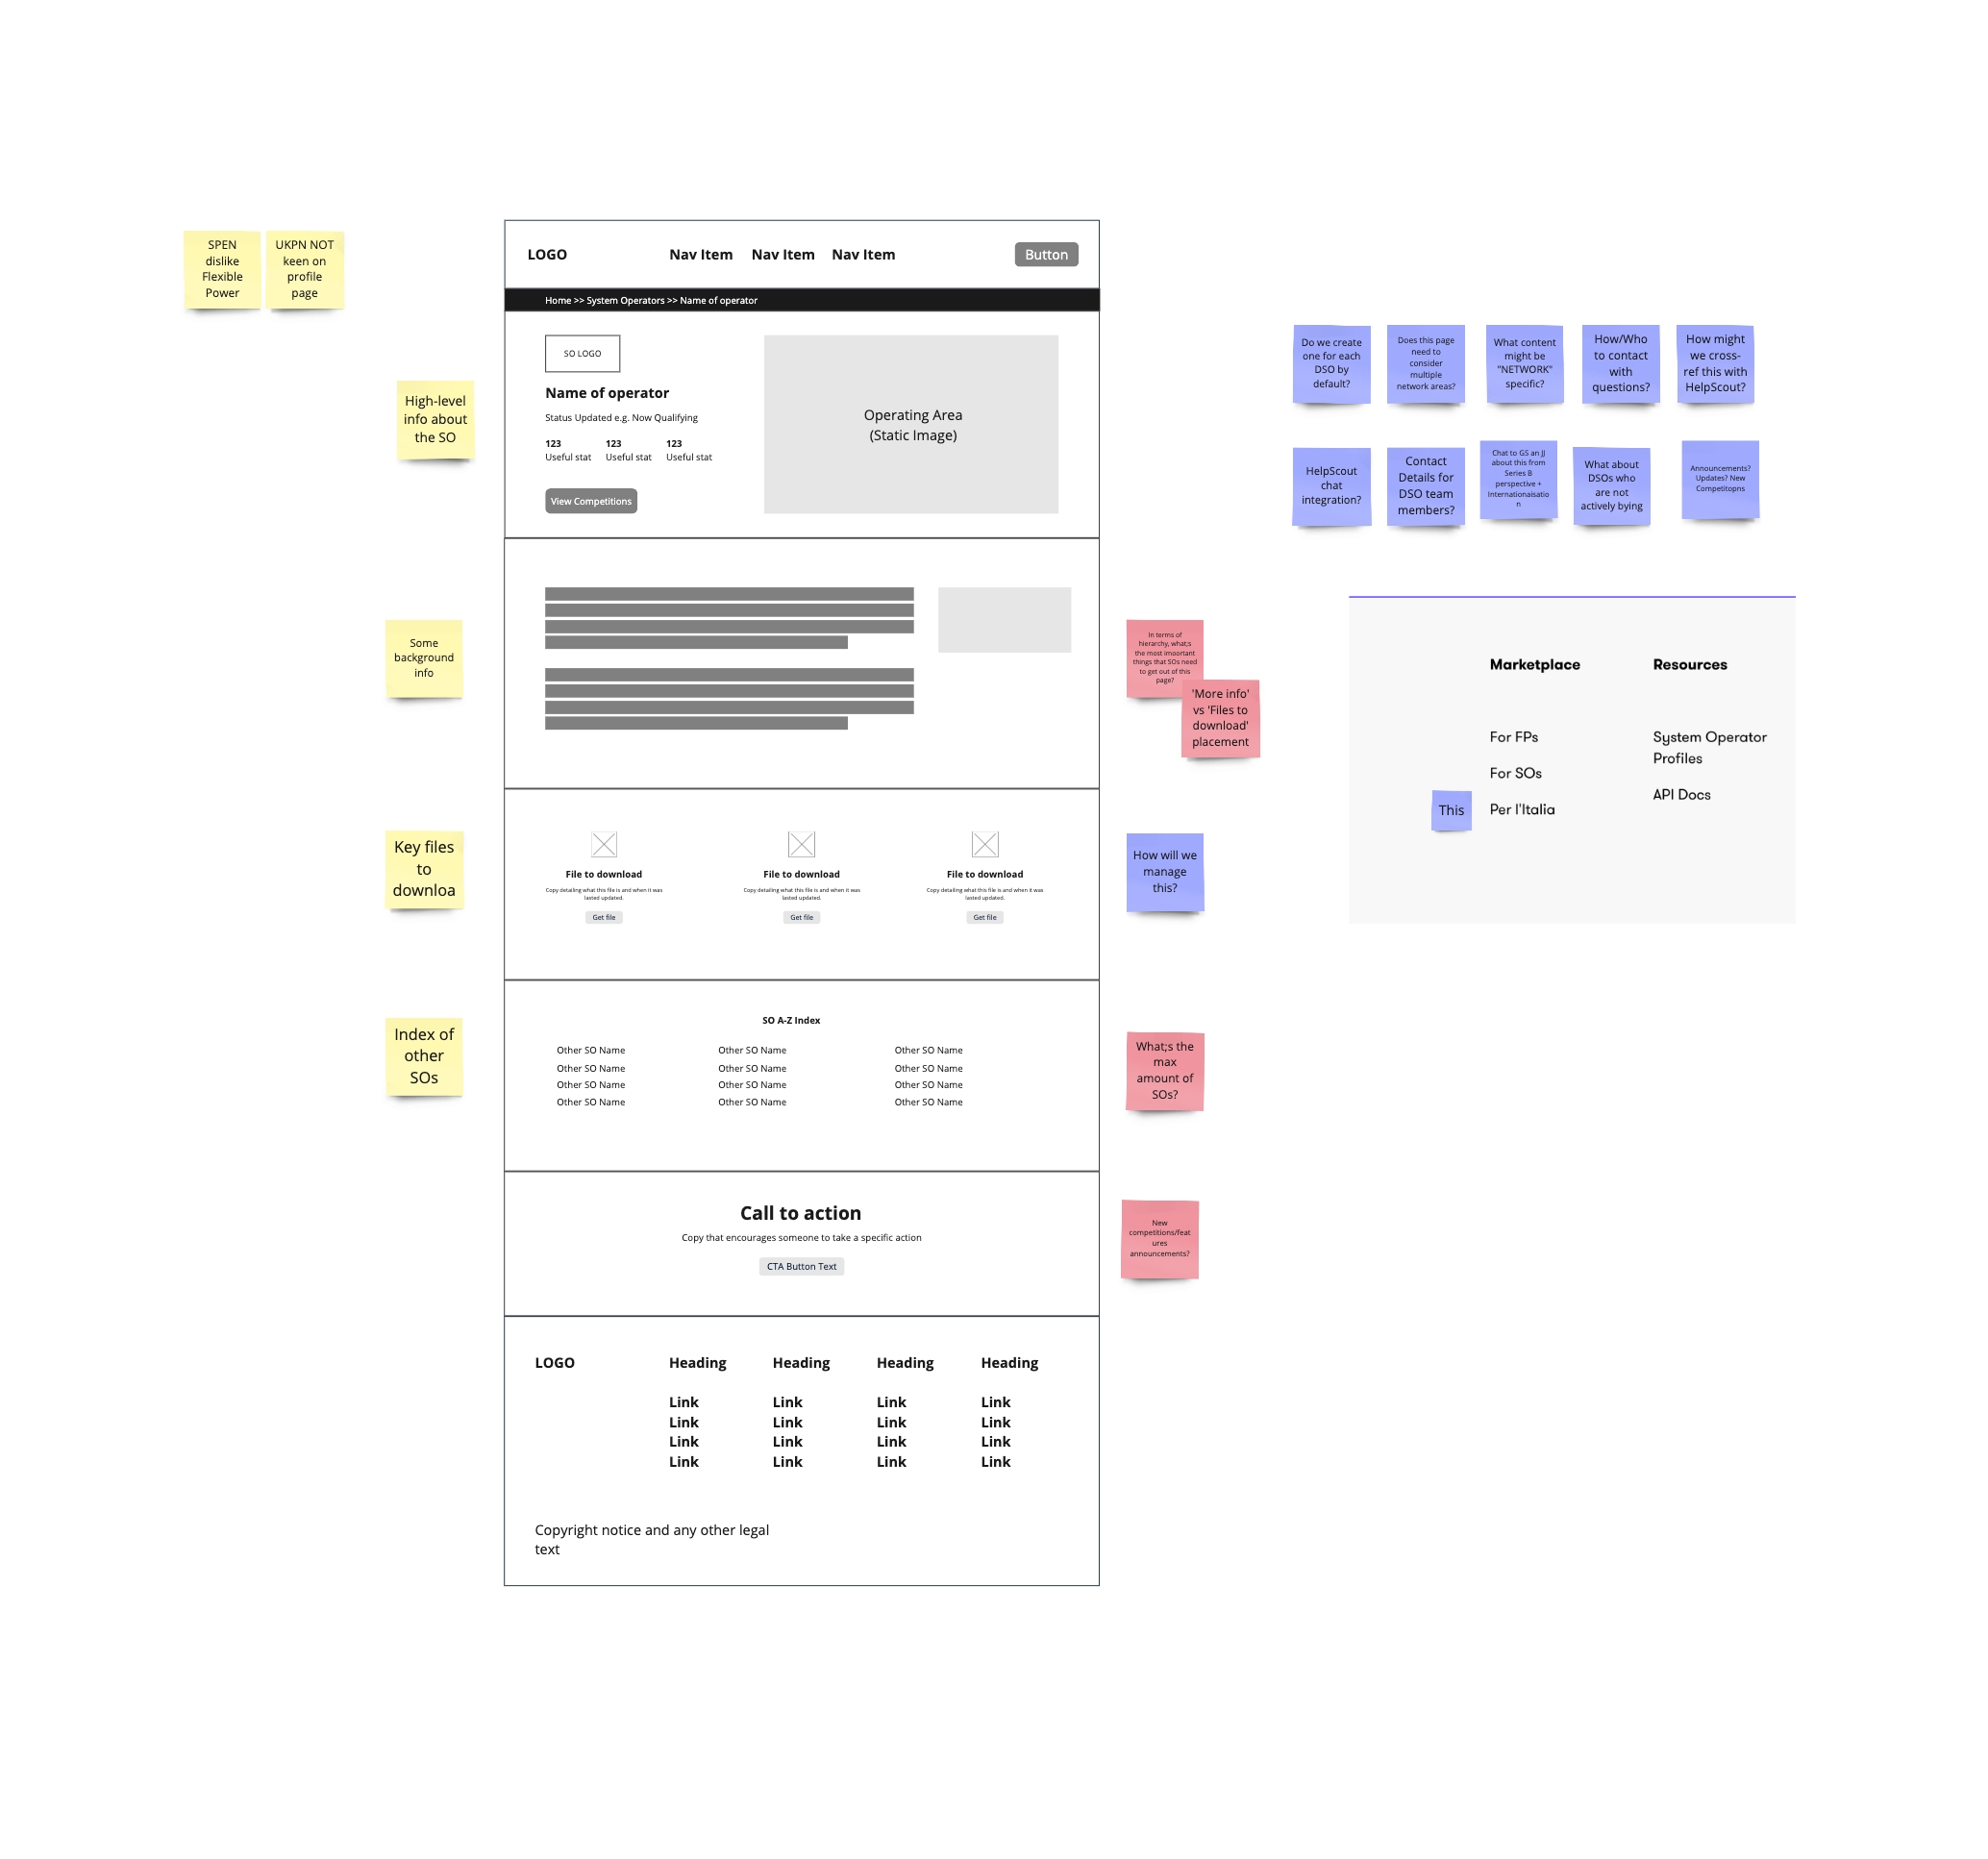 SPEN
dislike
Flexible
Power
UKPN NOT
keen on
profile
page
LOGO
Nav Item
Nav Item
Nav Item
Button
Home >> System Operators >> Name of operator
High-level
info about
the SO
SO LOGO
Name of operator
Status Updated e.g. Now Qualifying
123
Useful stat
123
Useful stat
123
Useful stat
View Competitions
Operating Area
(Static Image)
Do we create
one for each
DSO by
default?
Does this page
need to
consider
multiple
network areas?
What content
might be
"NETWORK"
specific?
How/Who
to contact
with
questions?
How might
we cross-
ref this with
HelpScout?
HelpScout
chat
integration?
Contact
Details for
DSO team
members?
Chat to GS an JJ
about this from
Series B
perspective +
Internationaisatio
n
What about
DSOs who
are not
actively bying
Announcements?
Updates? New
Competitopns
Some
background
info
In terms of
hierarchy, what;s
the most imoortant
things that SOs need
to get out of this
page?
'More info'
vs 'Files to
download'
placement
Marketplace
For FPs
For SOs
This
Per l'Italia
Resources
System Operator
Profiles
API Docs
Key files
to
downloa
File to download
Copy detailing what this file is and when it was
lasted updated.
Get file
File to download
Copy detailing what this file is and when it was
lasted updated.
Get file
File to download
Copy detailing what this file is and when it was
lasted updated.
Get file
How will we
manage
this?
Index of
other
SOs
SO A-Z Index
Other SO Name
Other SO Name
Other SO Name
Other SO Name
Other SO Name
Other SO Name
Other SO Name
Other SO Name
Other SO Name
Other SO Name
Other SO Name
Other SO Name
What;s the
max
amount of
SOs?
Call to action
Copy that encourages someone to take a specific action
CTA Button Text
New
competitions/feat
ures
announcements?
LOGO
Heading
Link
Link
Link
Link
Heading
Link
Link
Link
Link
Heading
Link
Link
Link
Link
Heading
Link
Link
Link
Link
Copyright notice and any other legal
text